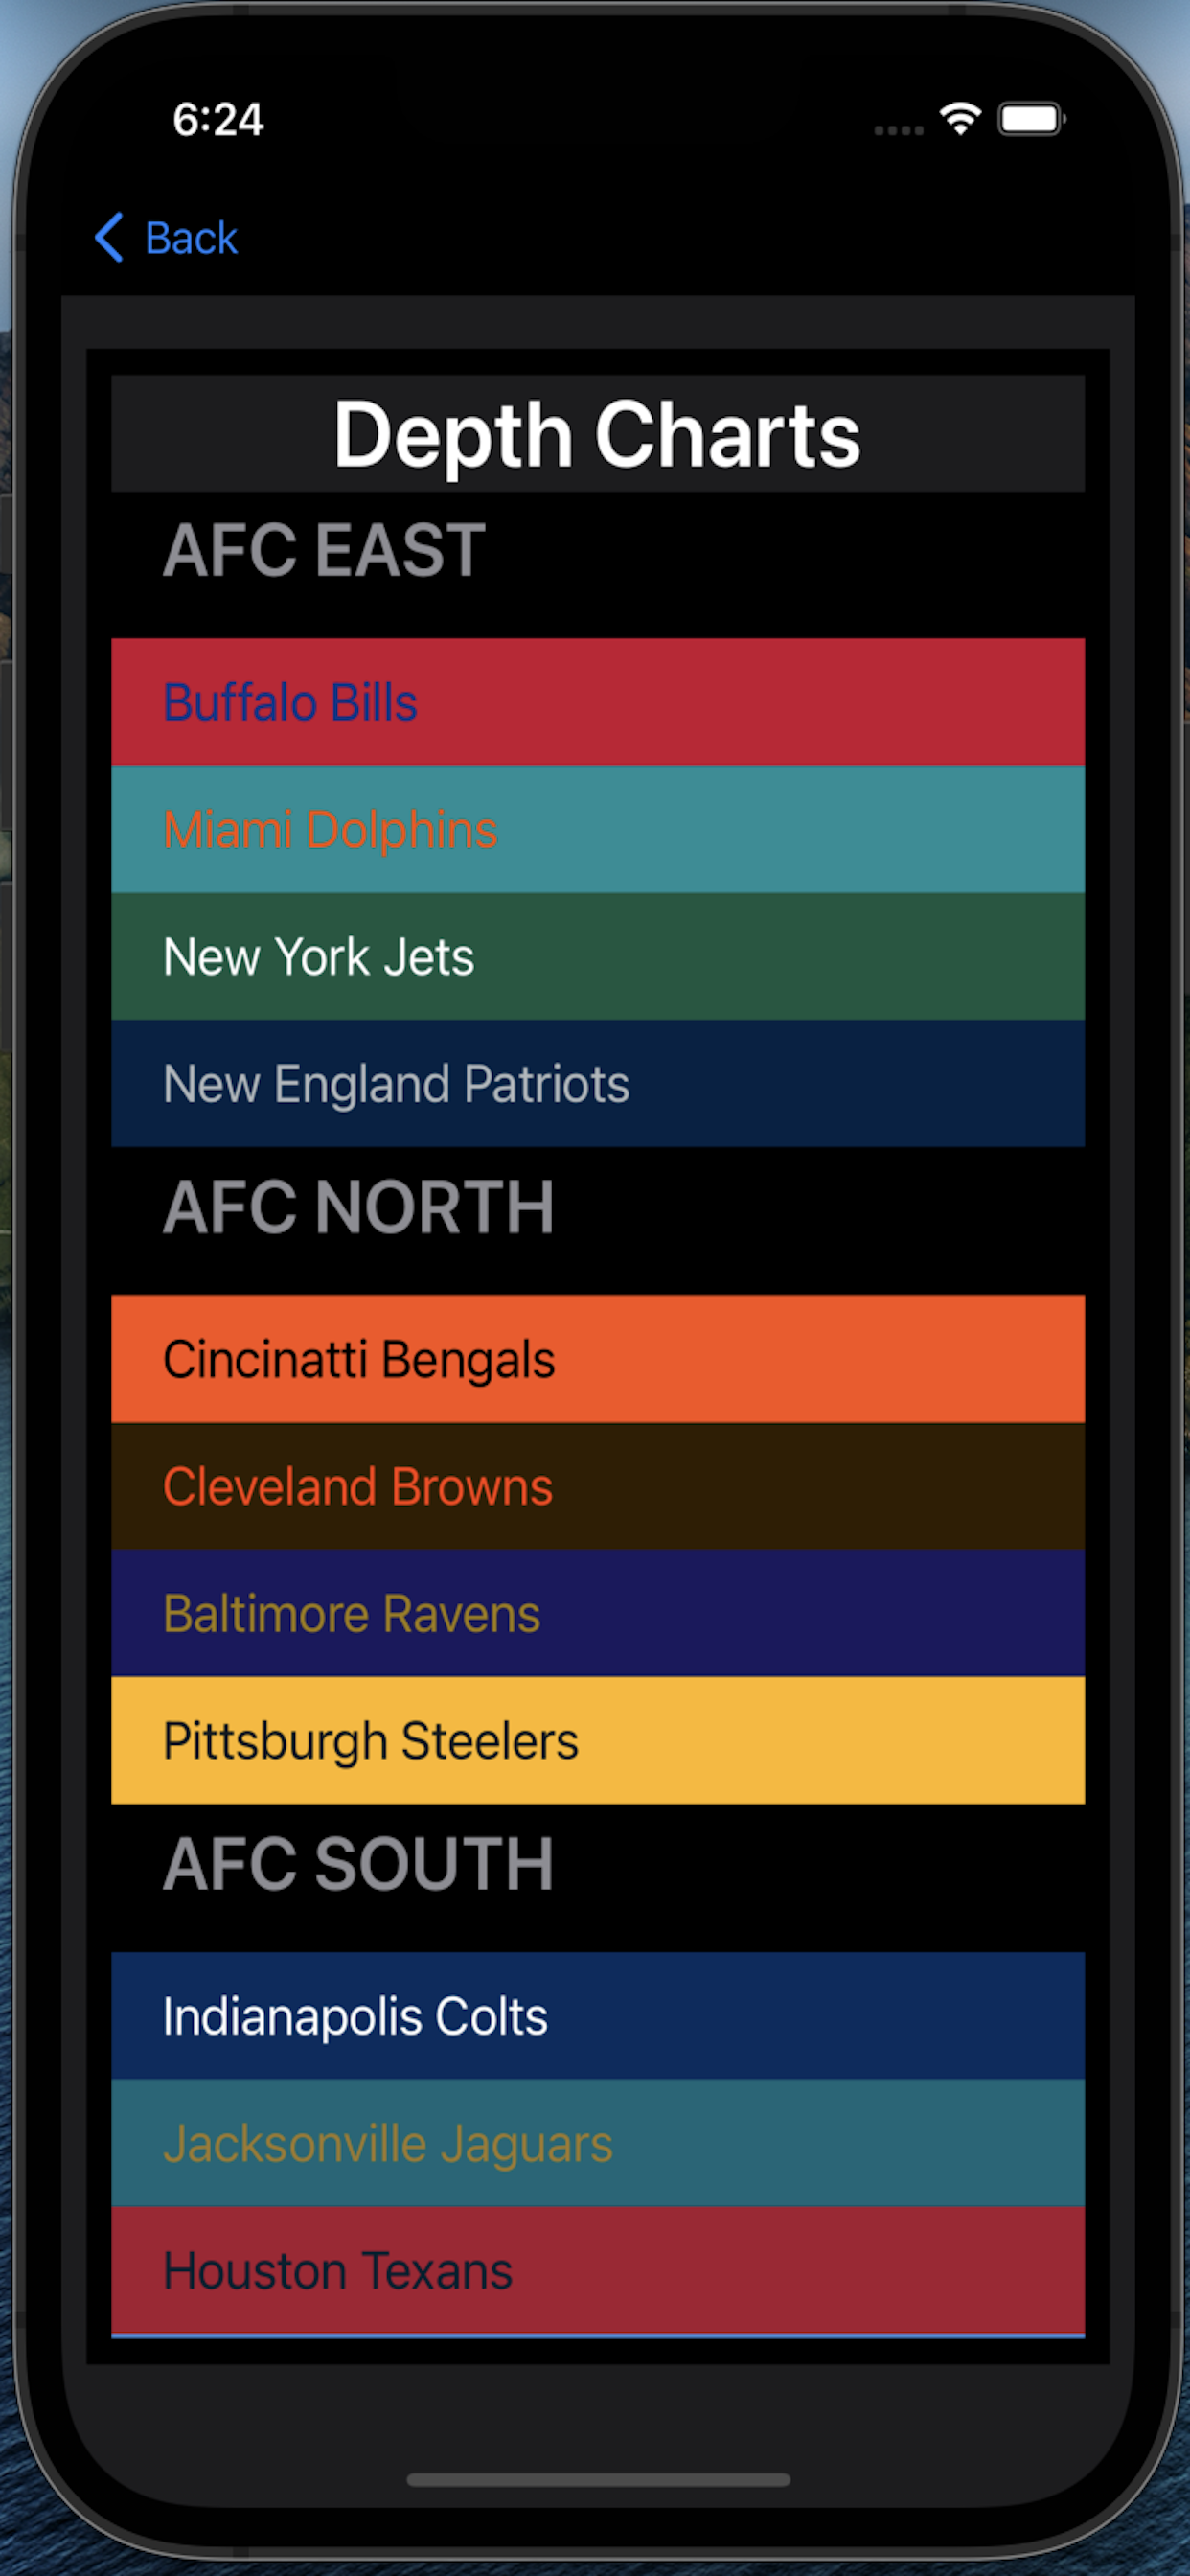 6:24
Back
Depth Charts
AFC EAST
Buffalo Bills
Miami Dolphins
New York Jets
New England Patriots
AFC NORTH
Cincinatti Bengals
Cleveland Browns
Baltimore Ravens
Pittsburgh Steelers
AFC SOUTH
Indianapolis Colts
Jacksonville Jaguars
Houston Texans